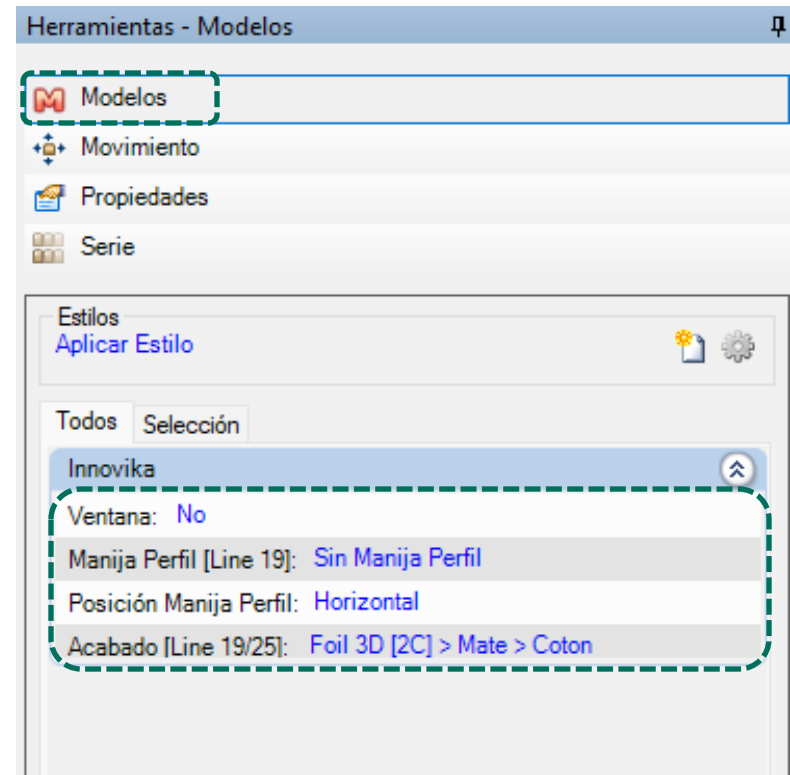 Herramientas - Modelos
Modelos
Movimiento
Propiedades
Serie
Estilos
Aplicar Estilo
Todos Selección
Innovika
Ventana: No
Manija Perfil [Line 19]: Sin Manija Perfil
Posición Manija Perfil: Horizontal
Acabado [Line 19/25]: Foil 3D [2C] > Mate > Coton